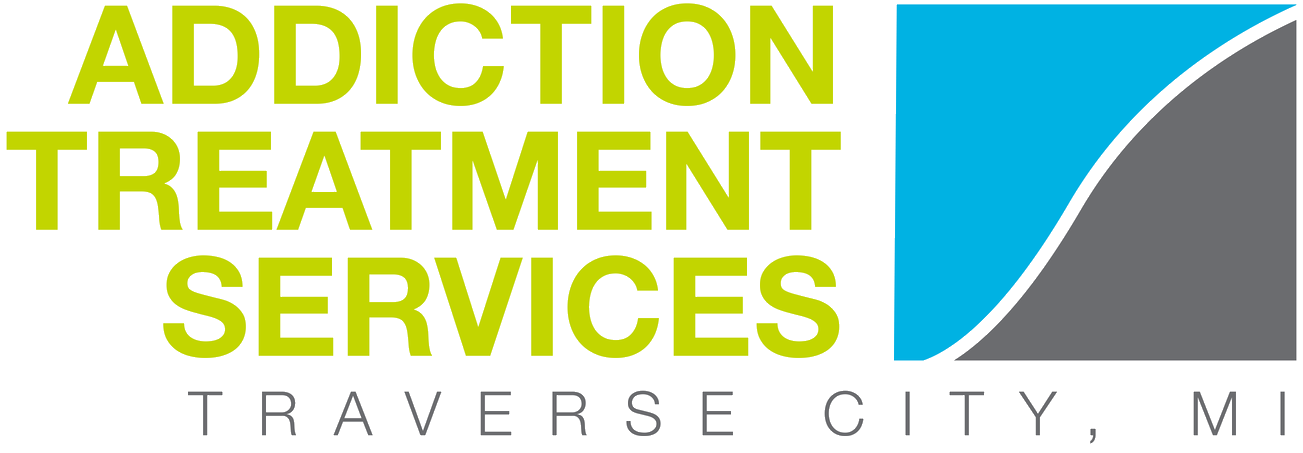 ADDICTION
TREATMENT
SERVICES
TRAVERSE CITY, MI